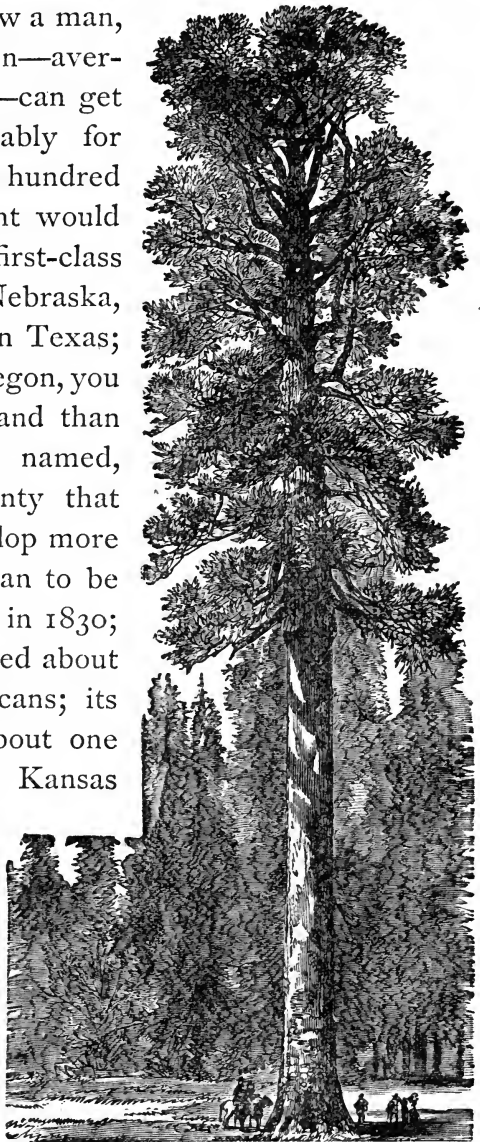 w a man,
n—aver-
—can get
ably for
hundred
nt would
first-class
Nebraska,
n Texas;
egon, you
and than
named,
nty that
lop more
an to be
in 1830;
ed about
cans; its
bout one
Kansas